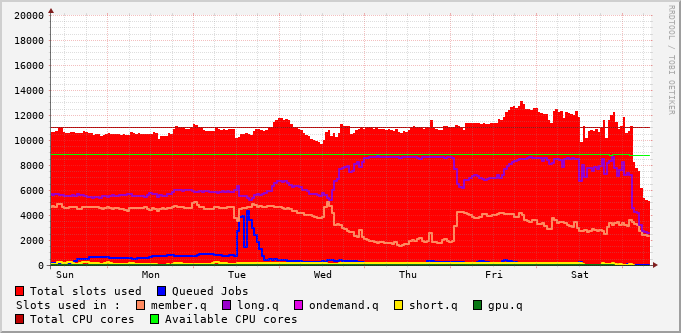 20000
18000
16000
14000
12000
10000
8000
6000
4000
2000
0
Sun Mon Tue Wed Thu Fri Sat
RRDTOOL / TOBI OETIKER
Total slots used Queued Jobs
Slots used in : member.q long.q ondemand.q short.q gpu.q
Total CPU cores Available CPU cores